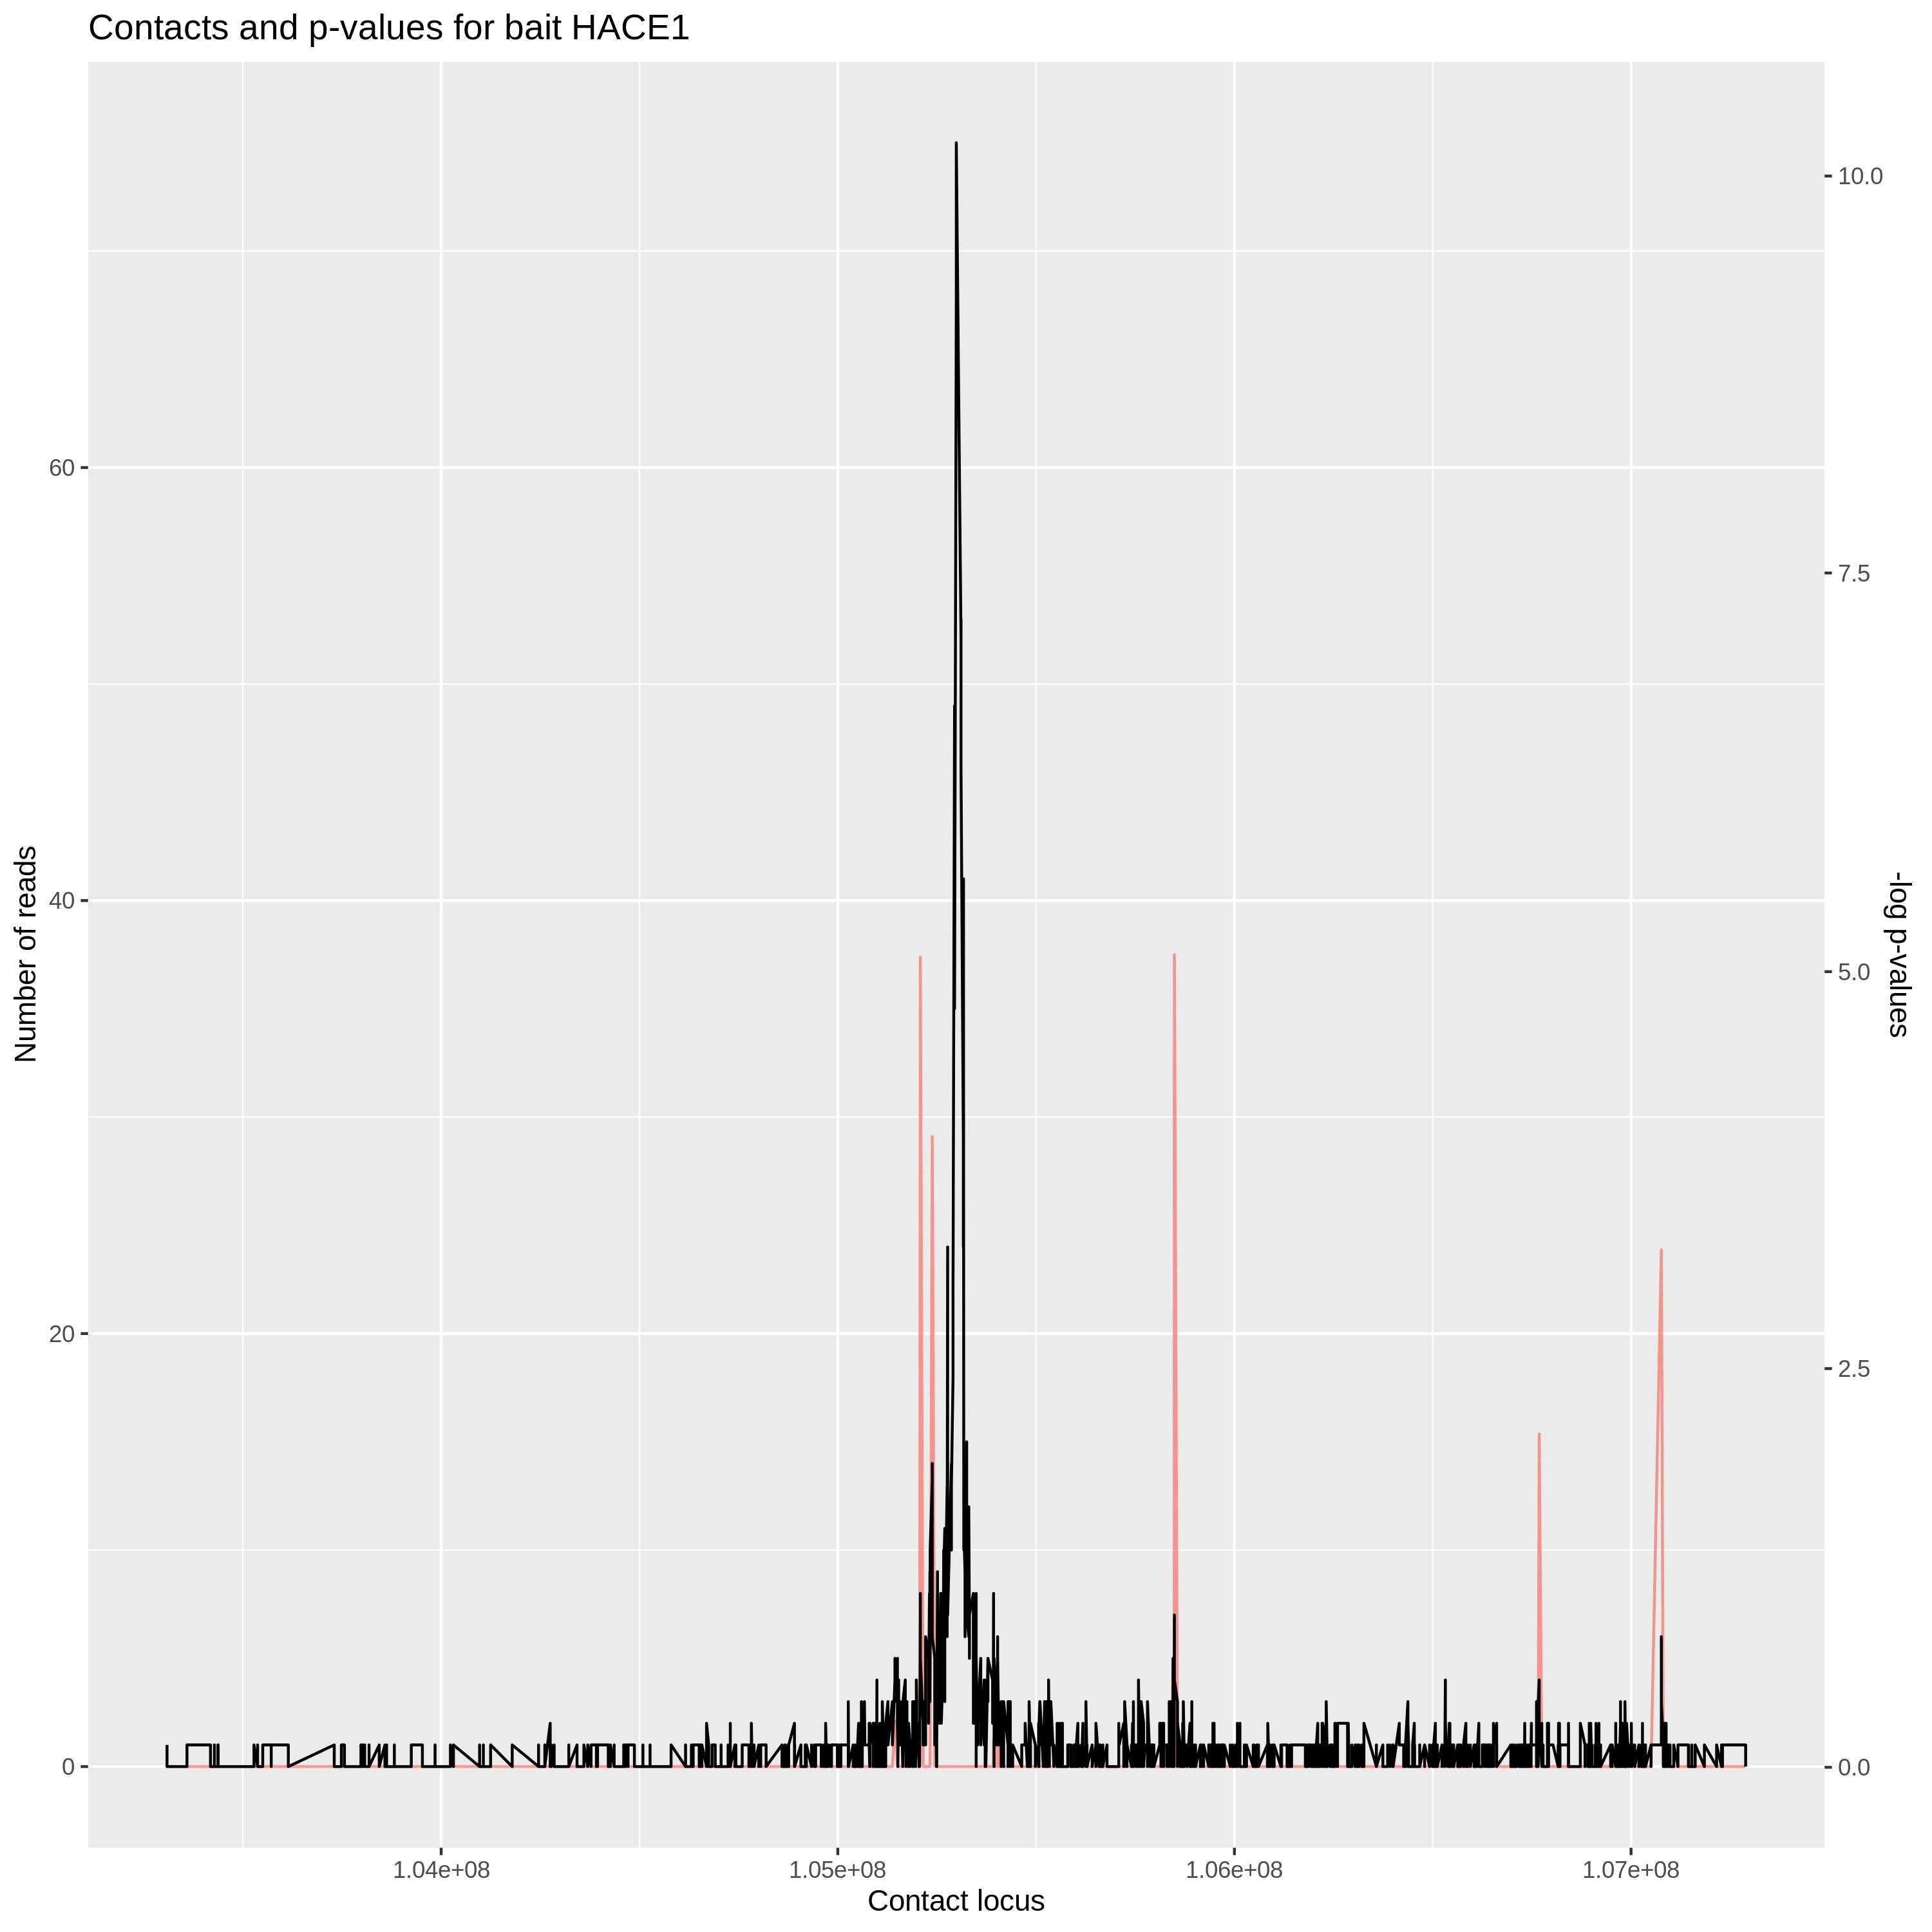 Contacts and p-values for bait HACE1
Number of reads
60
40
20
0
10.0
7.5
5.0
2.5
0.0
-log p-values
1.04e+08
1.05e+08
1.06e+08
1.07e+08
Contact locus